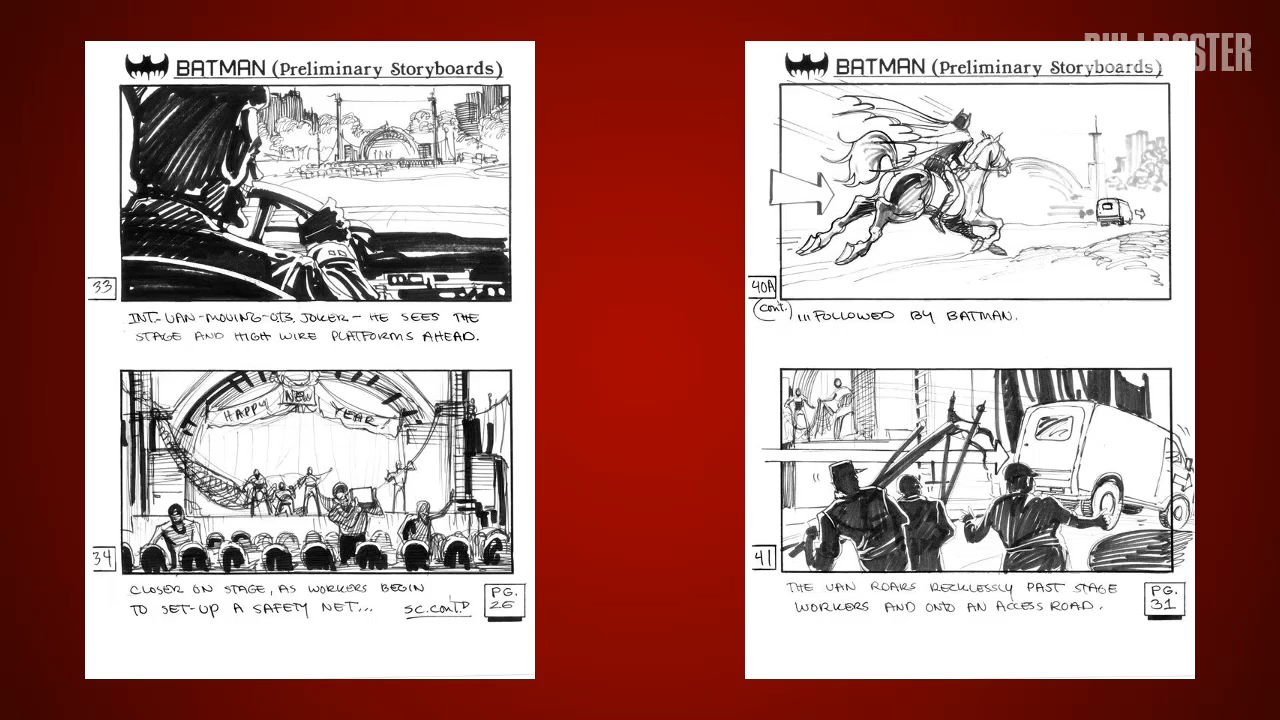 BATMAN (Preliminary Storyboards)
33
INT.-VAN-MOVING-O.T.S. JOKER - HE SEES THE
STAGE AND HIGH WIRE PLATFORMS AHEAD.
HAPPY NEW YEAR
34
CLOSER ON STAGE, AS WORKERS BEGIN
TO SET-UP A SAFETY NET...
SC. CONT.'D
PG.
26
BATMAN (Preliminary Storyboards)
40A
(CONT.)
...FOLLOWED BY BATMAN.
41
THE VAN ROARS RECKLESSLY PAST STAGE
WORKERS AND ONTO AN ACCESS ROAD.
PG.
31